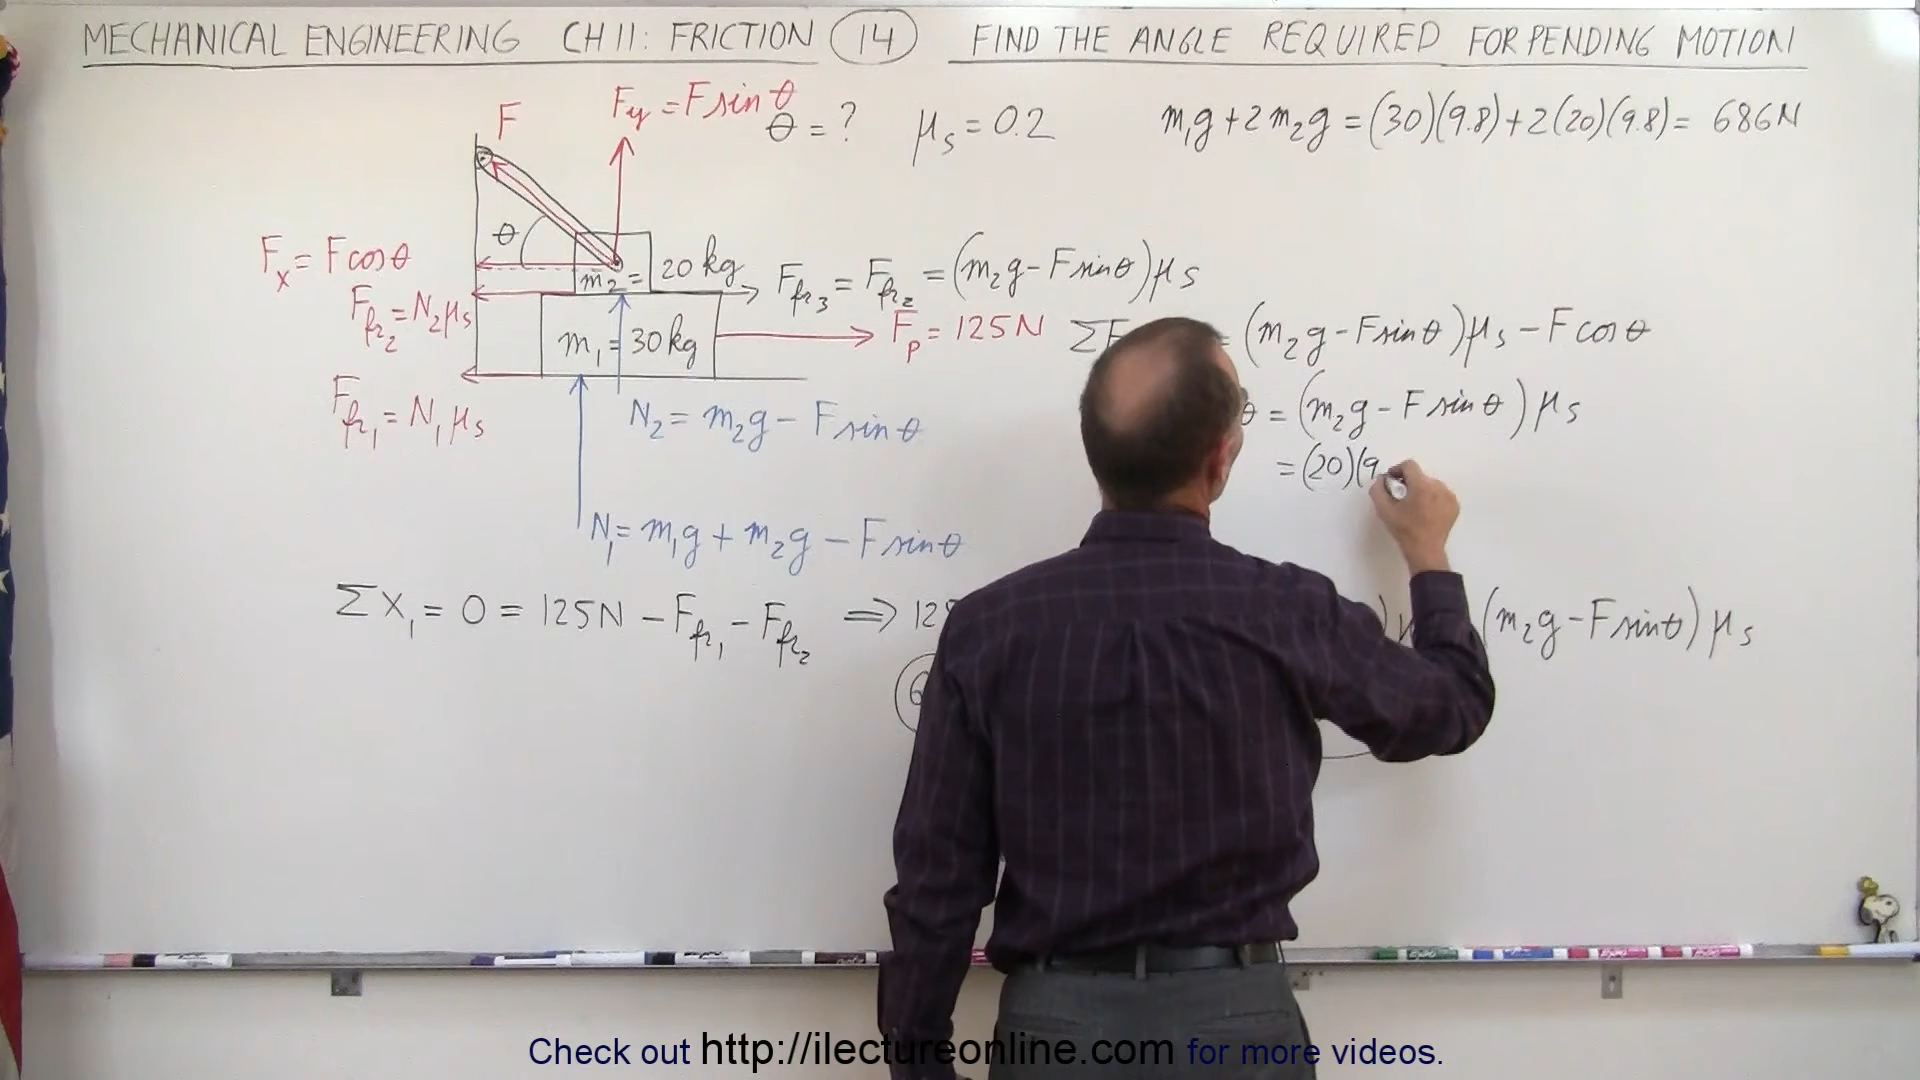 MECHANICAL ENGINEERING CH 11: FRICTION 14 FIND THE ANGLE REQUIRED FOR PENDING MOTION
F
Fy = F sin θ
θ = ?
μs = 0.2
m₁g + 2m₂g = (30)(9.8) + 2(20)(9.8) = 686N
θ
Fx = F cos θ
m₂ = 20 kg
Ffr₃ = Ffr₂ = (m₂g - F sin θ) μs
Ffr₂ = N₂μs
m₁ = 30 kg
Fp = 125 N
ΣF = (m₂g - F sin θ) μs - F cos θ
Ffr₁ = N₁μs
N₂ = m₂g - F sin θ
θ = (m₂g - F sin θ) μs
= (20)(9
N₁ = m₁g + m₂g - F sin θ
Σx₁ = 0 = 125N - Ffr₁ - Ffr₂ ⇒ 12 (m₂g - F sin θ) μs
Check out http://ilectureonline.com for more videos.